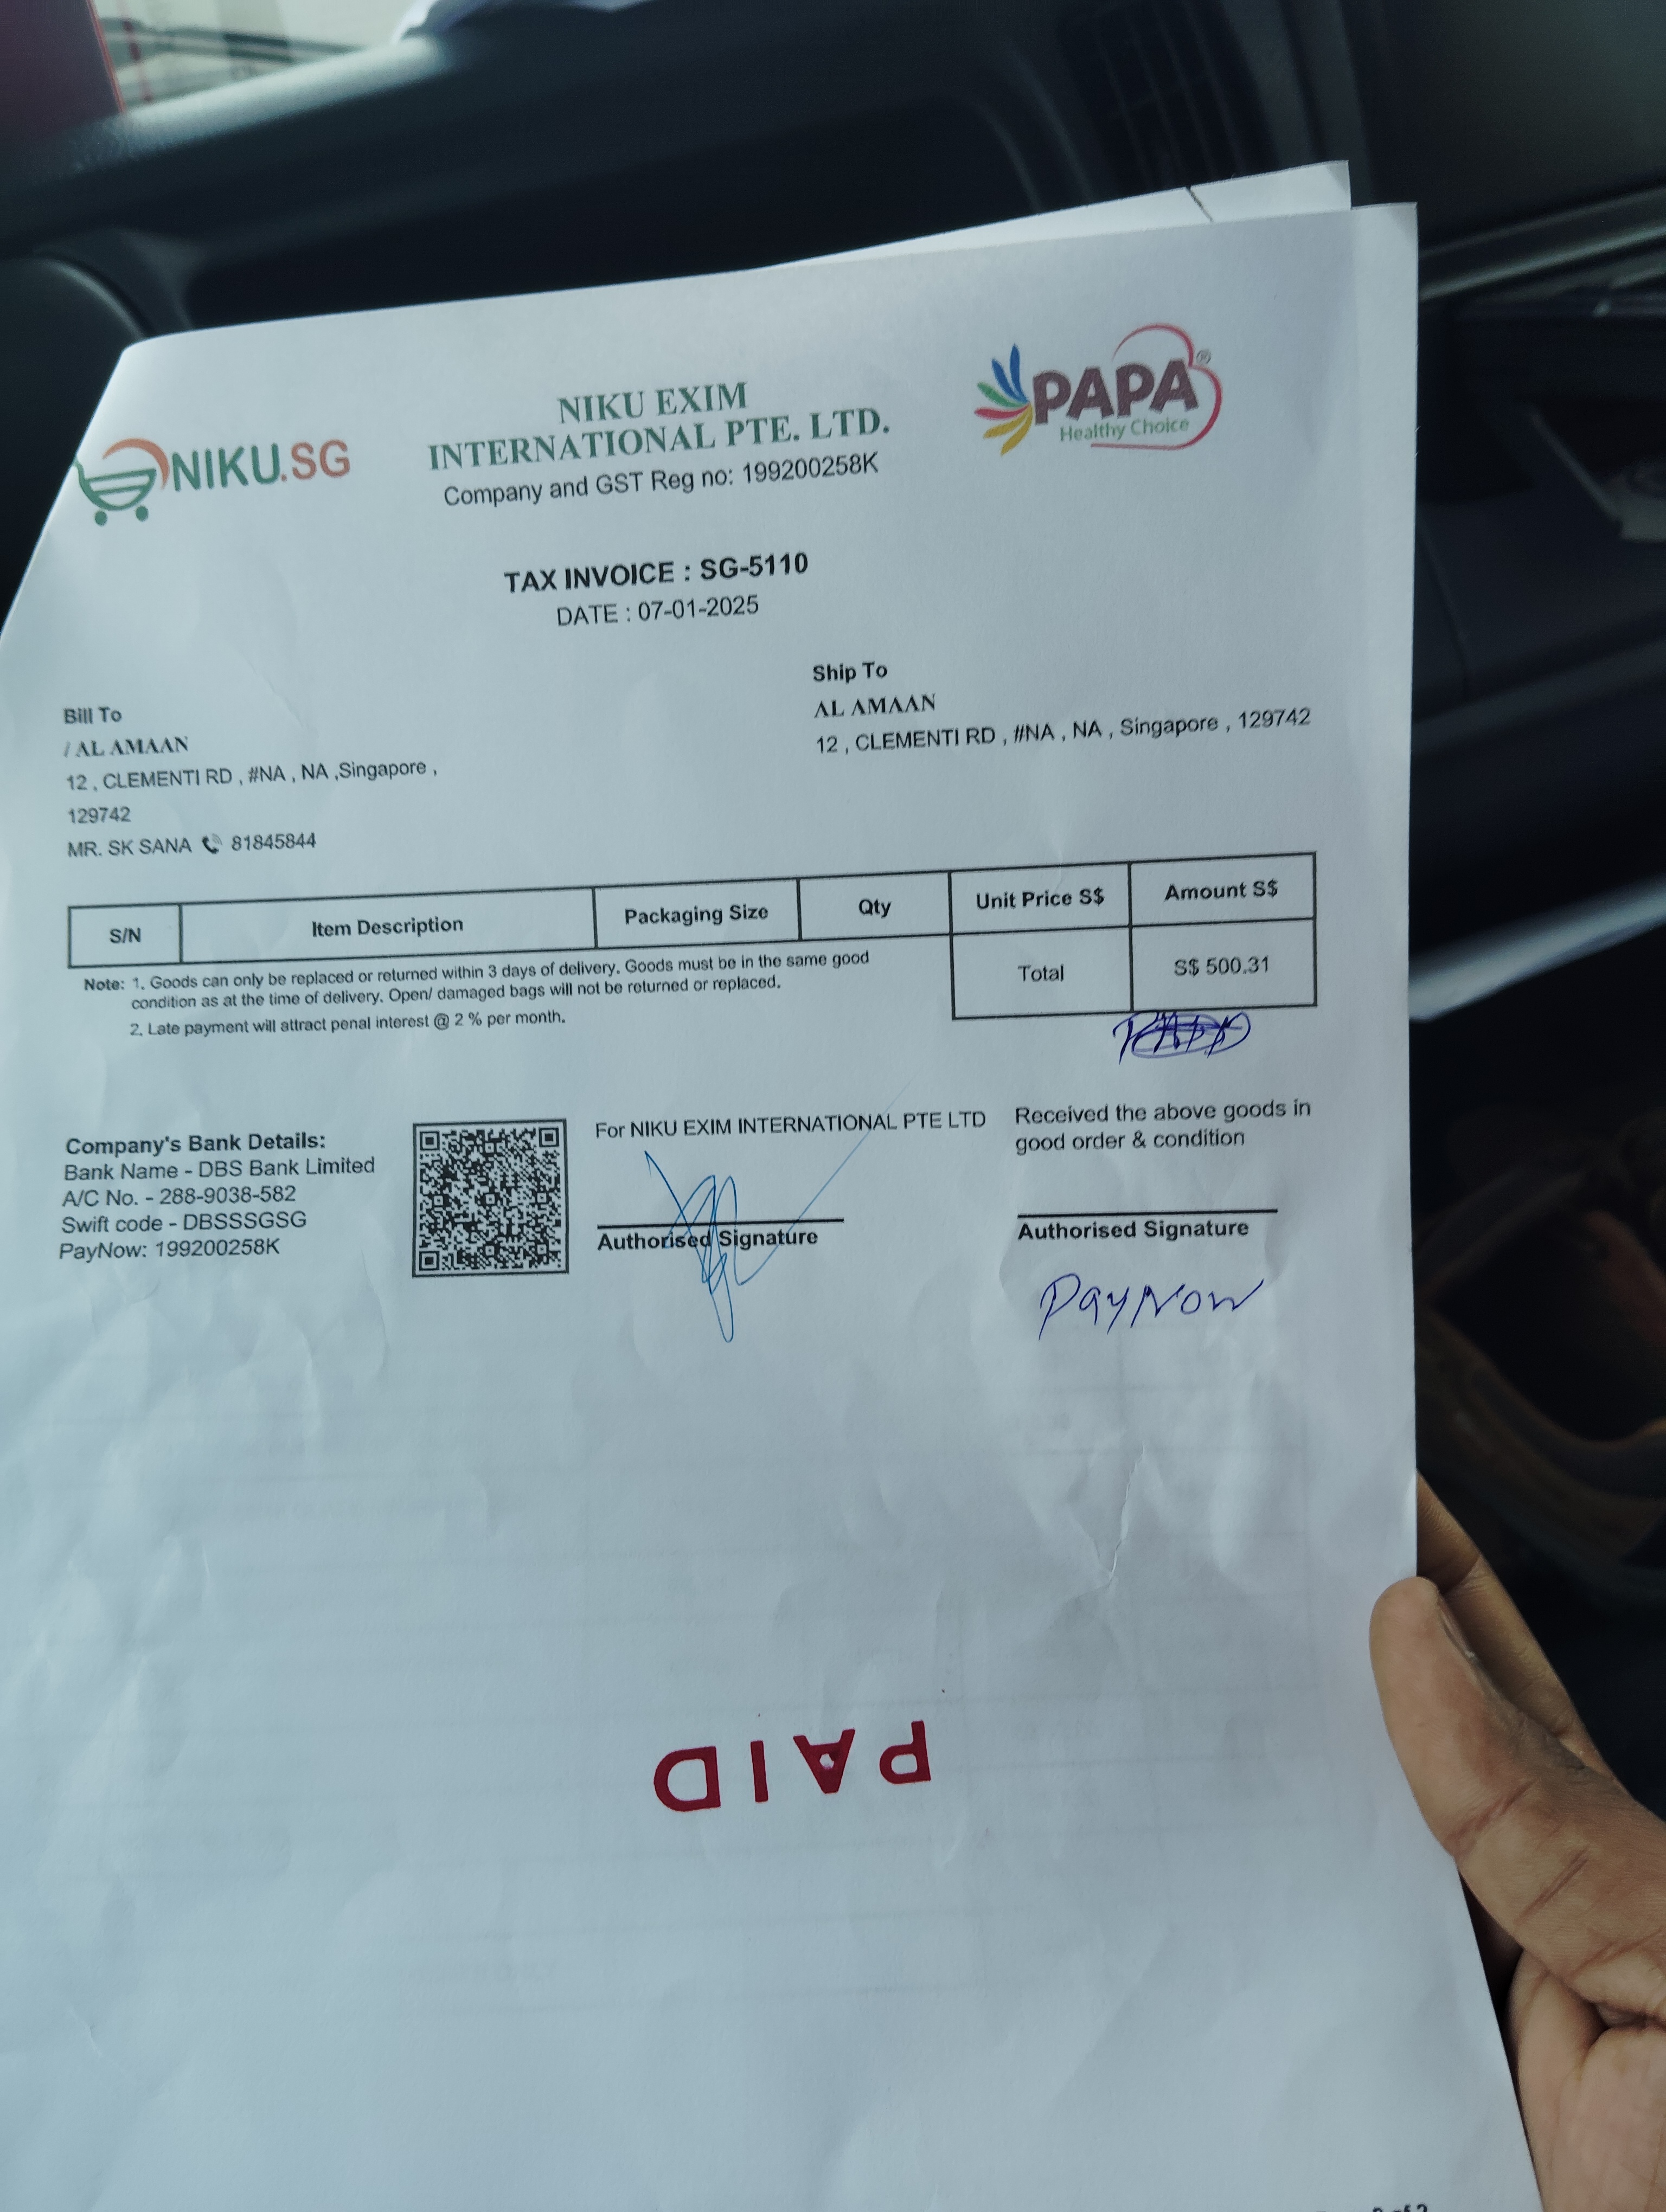 NIKU.SG
NIKU EXIM
INTERNATIONAL PTE. LTD.
Company and GST Reg no: 199200258K
PAPA®
Healthy Choice
TAX INVOICE : SG-5110
DATE : 07-01-2025
Bill To
/ AL AMAAN
12 , CLEMENTI RD , #NA , NA ,Singapore ,
129742
MR. SK SANA 81845844
Ship To
AL AMAAN
12 , CLEMENTI RD , #NA , NA , Singapore , 129742
S/N Item Description Packaging Size Qty Unit Price S$ Amount S$
Total S$ 500.31
Note: 1. Goods can only be replaced or returned within 3 days of delivery. Goods must be in the same good
condition as at the time of delivery. Open/ damaged bags will not be returned or replaced.
2. Late payment will attract penal interest @ 2 % per month.
Company's Bank Details:
Bank Name - DBS Bank Limited
A/C No. - 288-9038-582
Swift code - DBSSSGSG
PayNow: 199200258K
For NIKU EXIM INTERNATIONAL PTE LTD
Authorised Signature
Received the above goods in
good order & condition
Authorised Signature
PayNow
PAID